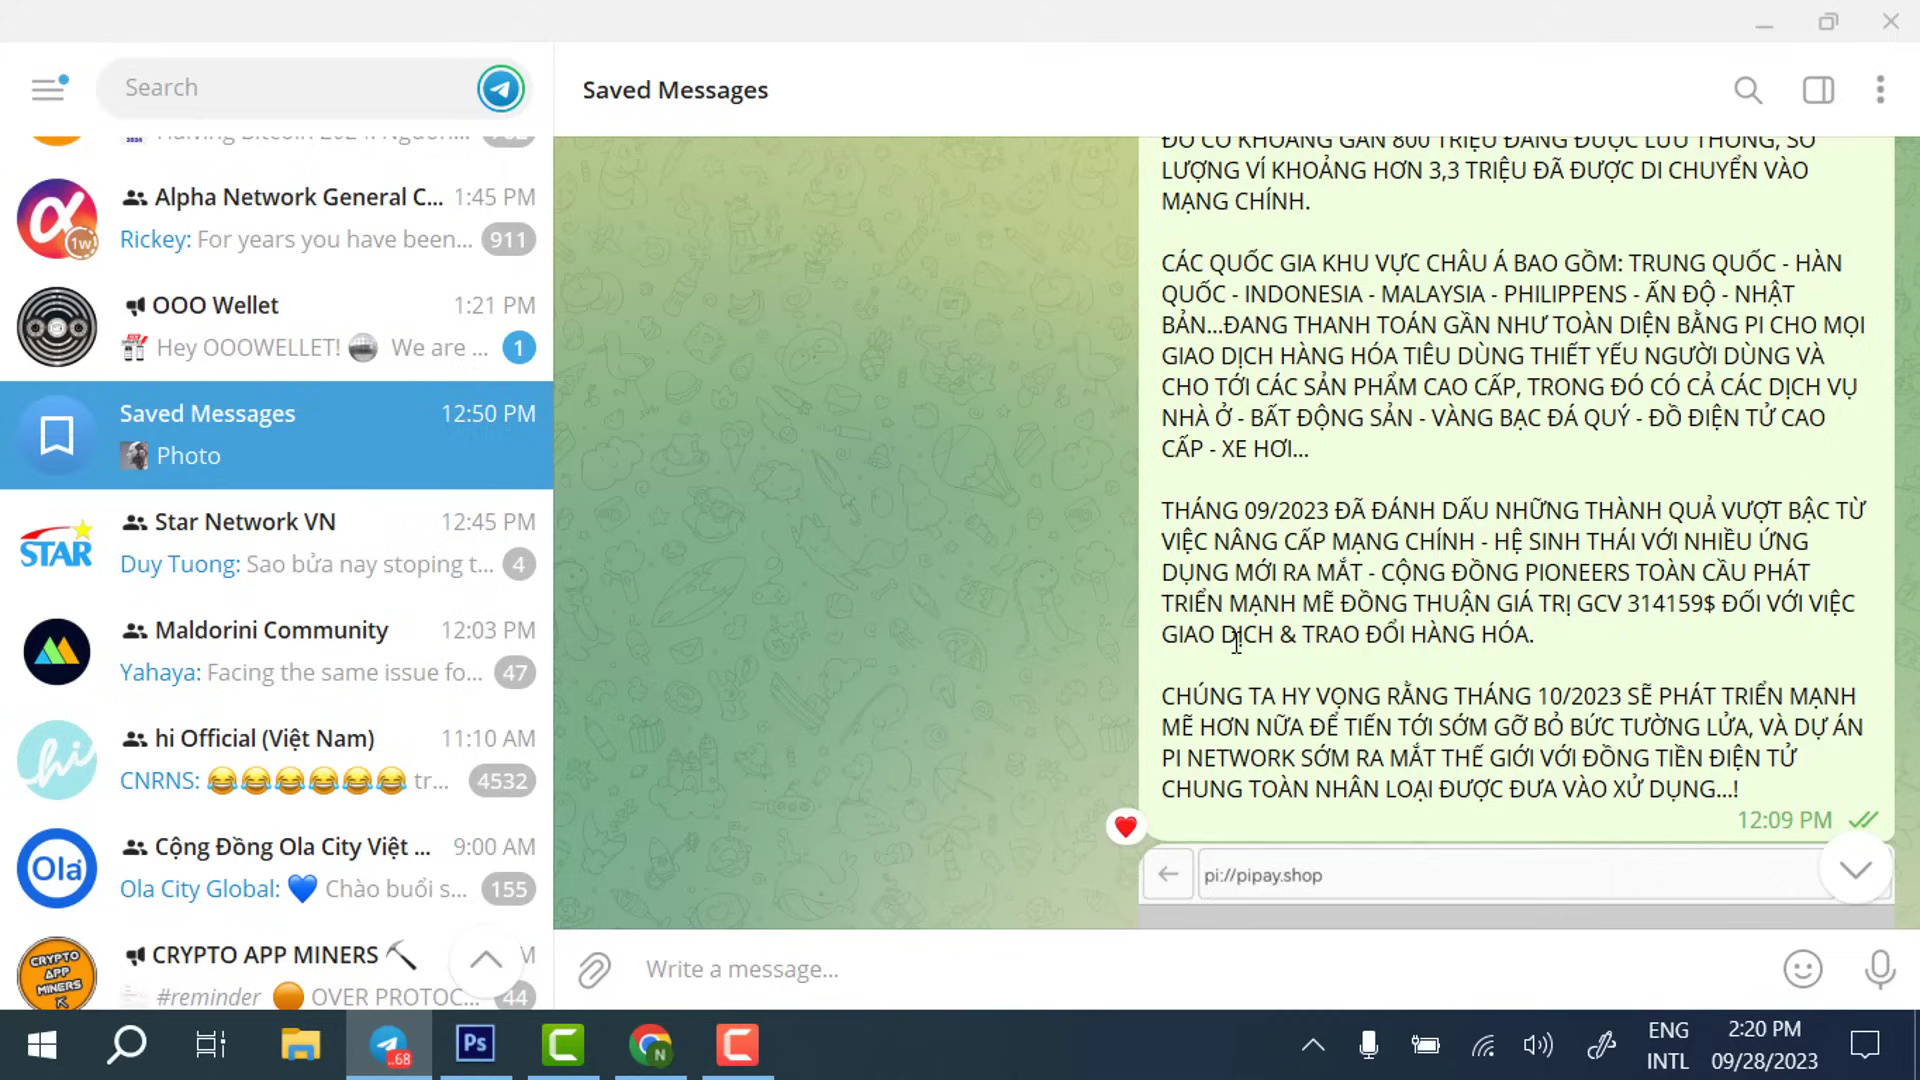 Search
Saved Messages
Halving Bitcoin 2024: Nguồn...
Alpha Network General C... 1:45 PM
Rickey: For years you have been... 911
1w
OOO Wellet 1:21 PM
Hey OOOWELLET! We are ... 1
Saved Messages 12:50 PM
Photo
Star Network VN 12:45 PM
Duy Tuong: Sao bửa nay stoping t... 4
STAR
Maldorini Community 12:03 PM
Yahaya: Facing the same issue fo... 47
hi Official (Việt Nam) 11:10 AM
CNRNS: 😂😂😂😂😂😂 tr... 4532
hi
Cộng Đồng Ola City Việt ... 9:00 AM
Ola City Global: 💙 Chào buổi s... 155
Ola
CRYPTO APP MINERS
#reminder 🟠 OVER PROTOC... 44
CRYPTO
APP
MINERS
ĐÓ CÓ KHOẢNG GẦN 800 TRIỆU ĐANG ĐƯỢC LƯU THÔNG, SỐ
LƯỢNG VÍ KHOẢNG HƠN 3,3 TRIỆU ĐÃ ĐƯỢC DI CHUYỂN VÀO
MẠNG CHÍNH.
CÁC QUỐC GIA KHU VỰC CHÂU Á BAO GỒM: TRUNG QUỐC - HÀN
QUỐC - INDONESIA - MALAYSIA - PHILIPPENS - ẤN ĐỘ - NHẬT
BẢN...ĐANG THANH TOÁN GẦN NHƯ TOÀN DIỆN BẰNG PI CHO MỌI
GIAO DỊCH HÀNG HÓA TIÊU DÙNG THIẾT YẾU NGƯỜI DÙNG VÀ
CHO TỚI CÁC SẢN PHẨM CAO CẤP, TRONG ĐÓ CÓ CẢ CÁC DỊCH VỤ
NHÀ Ở - BẤT ĐỘNG SẢN - VÀNG BẠC ĐÁ QUÝ - ĐỒ ĐIỆN TỬ CAO
CẤP - XE HƠI...
THÁNG 09/2023 ĐÃ ĐÁNH DẤU NHỮNG THÀNH QUẢ VƯỢT BẬC TỪ
VIỆC NÂNG CẤP MẠNG CHÍNH - HỆ SINH THÁI VỚI NHIỀU ỨNG
DỤNG MỚI RA MẮT - CỘNG ĐỒNG PIONEERS TOÀN CẦU PHÁT
TRIỂN MẠNH MẼ ĐỒNG THUẬN GIÁ TRỊ GCV 314159$ ĐỐI VỚI VIỆC
GIAO DỊCH & TRAO ĐỔI HÀNG HÓA.
CHÚNG TA HY VỌNG RẰNG THÁNG 10/2023 SẼ PHÁT TRIỂN MẠNH
MẼ HƠN NỮA ĐỂ TIẾN TỚI SỚM GỠ BỎ BỨC TƯỜNG LỬA, VÀ DỰ ÁN
PI NETWORK SỚM RA MẮT THẾ GIỚI VỚI ĐỒNG TIỀN ĐIỆN TỬ
CHUNG TOÀN NHÂN LOẠI ĐƯỢC ĐƯA VÀO XỬ DỤNG...!
12:09 PM
pi://pipay.shop
Write a message...
..68
Ps
N
ENG
INTL
2:20 PM
09/28/2023